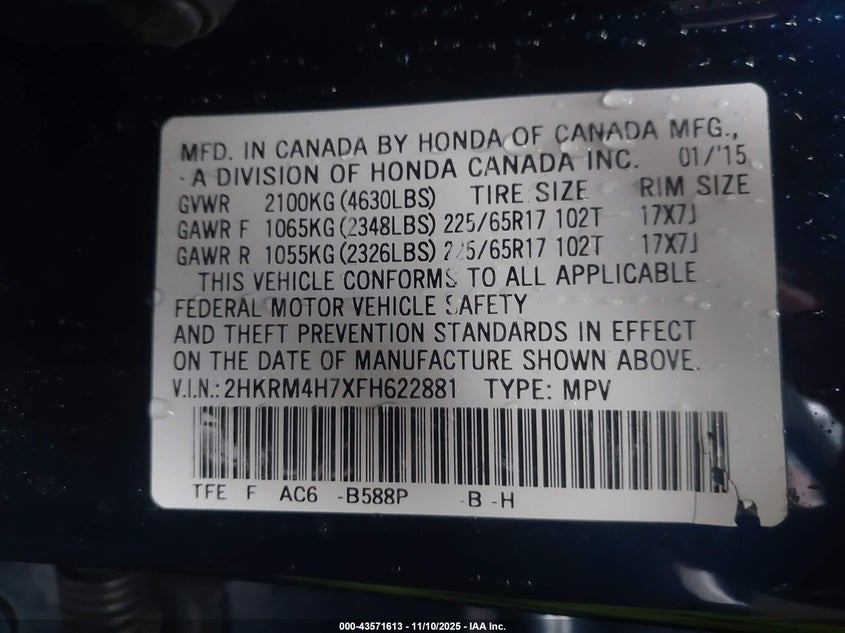 MFD. IN CANADA BY HONDA OF CANADA MFG.,
A DIVISION OF HONDA CANADA INC. 01/'15
GVWR 2100KG (4630LBS) TIRE SIZE RIM SIZE
GAWR F 1065KG (2348LBS) 225/65R17 102T 17X7J
GAWR R 1055KG (2326LBS) 225/65R17 102T 17X7J
THIS VEHICLE CONFORMS TO ALL APPLICABLE
FEDERAL MOTOR VEHICLE SAFETY
AND THEFT PREVENTION STANDARDS IN EFFECT
ON THE DATE OF MANUFACTURE SHOWN ABOVE.
V.I.N.: 2HKRM4H7XFH622881 TYPE: MPV
TFE F AC6 -B588P -B -H
000-43571613 - 11/10/2025 - IAA Inc.